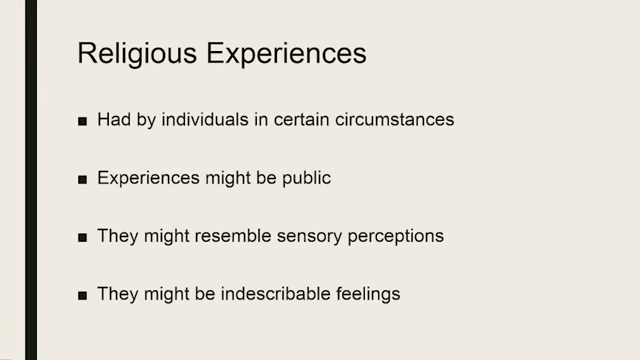 Religious Experiences
■ Had by individuals in certain circumstances
■ Experiences might be public
■ They might resemble sensory perceptions
■ They might be indescribable feelings